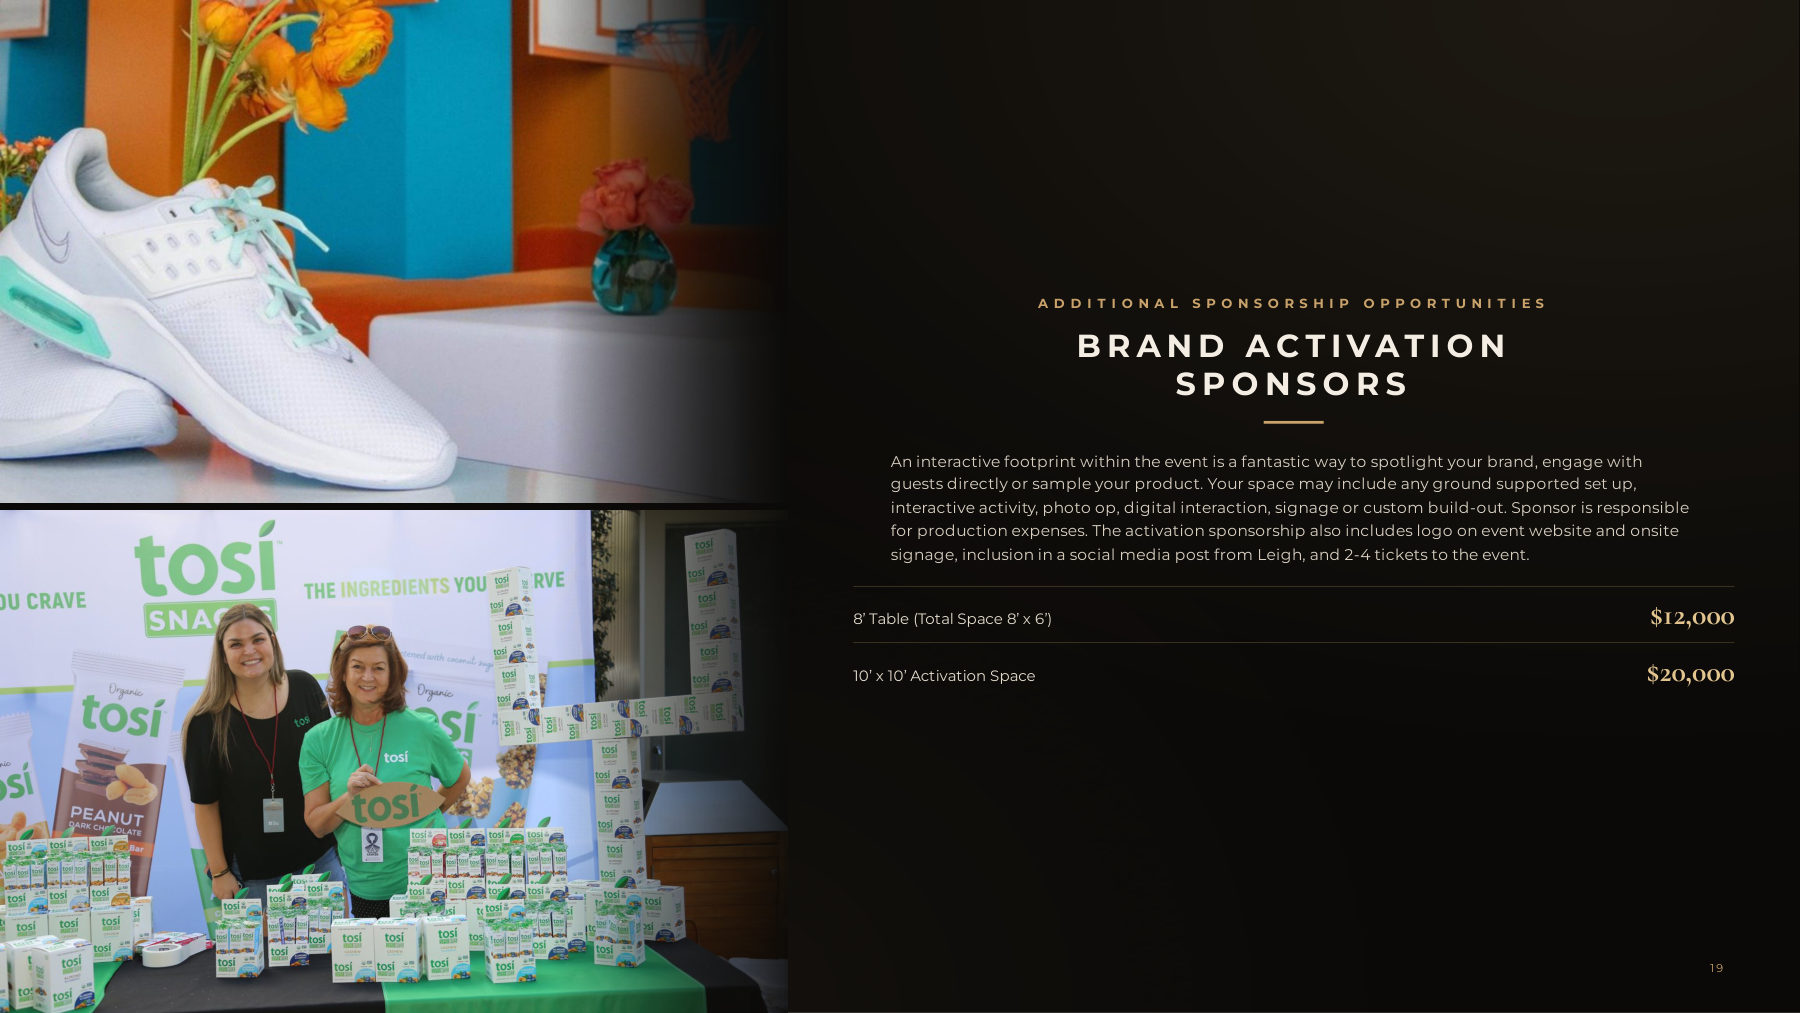 ADDITIONAL SPONSORSHIP OPPORTUNITIES
BRAND ACTIVATION
SPONSORS
An interactive footprint within the event is a fantastic way to spotlight your brand, engage with
guests directly or sample your product. Your space may include any ground supported set up,
interactive activity, photo op, digital interaction, signage or custom build-out. Sponsor is responsible
for production expenses. The activation sponsorship also includes logo on event website and onsite
signage, inclusion in a social media post from Leigh, and 2-4 tickets to the event.
8’ Table (Total Space 8’ x 6’) $12,000
10’ x 10’ Activation Space $20,000
19
tosí
SNACKS
OU CRAVE
THE INGREDIENTS YOU
Organic
tosí
PEANUT
DARK CHOCOLATE
Bar
Organic
tosí
tosí
tosí